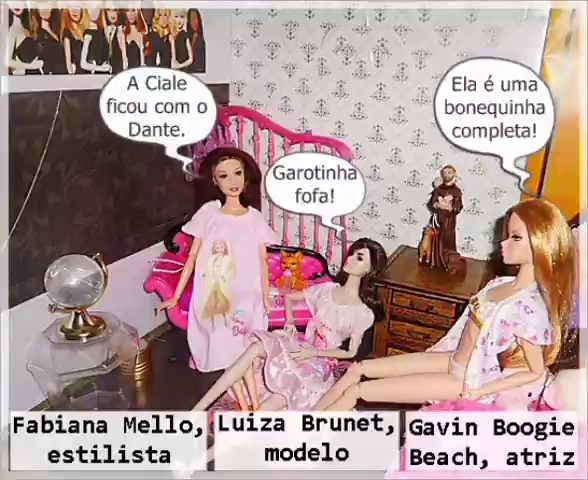 A Ciale
ficou com o
Dante.
Garotinha
fofa!
Ela é uma
bonequinha
completa!
Fabiana Mello,
estilista
Luiza Brunet,
modelo
Gavin Boogie
Beach, atriz